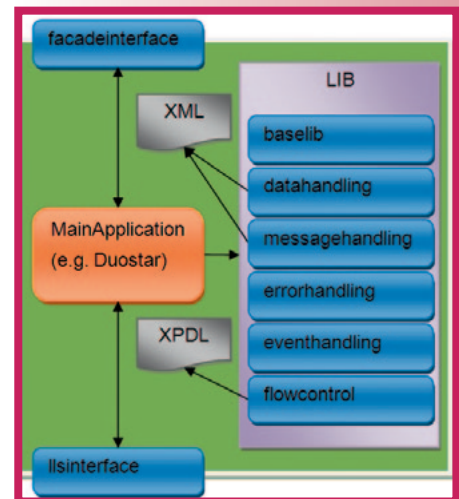 facadeinterface
LIB
XML
baselib
datahandling
MainApplication
(e.g. Duostar)
messagehandling
errorhandling
XPDL
eventhandling
flowcontrol
llsinterface